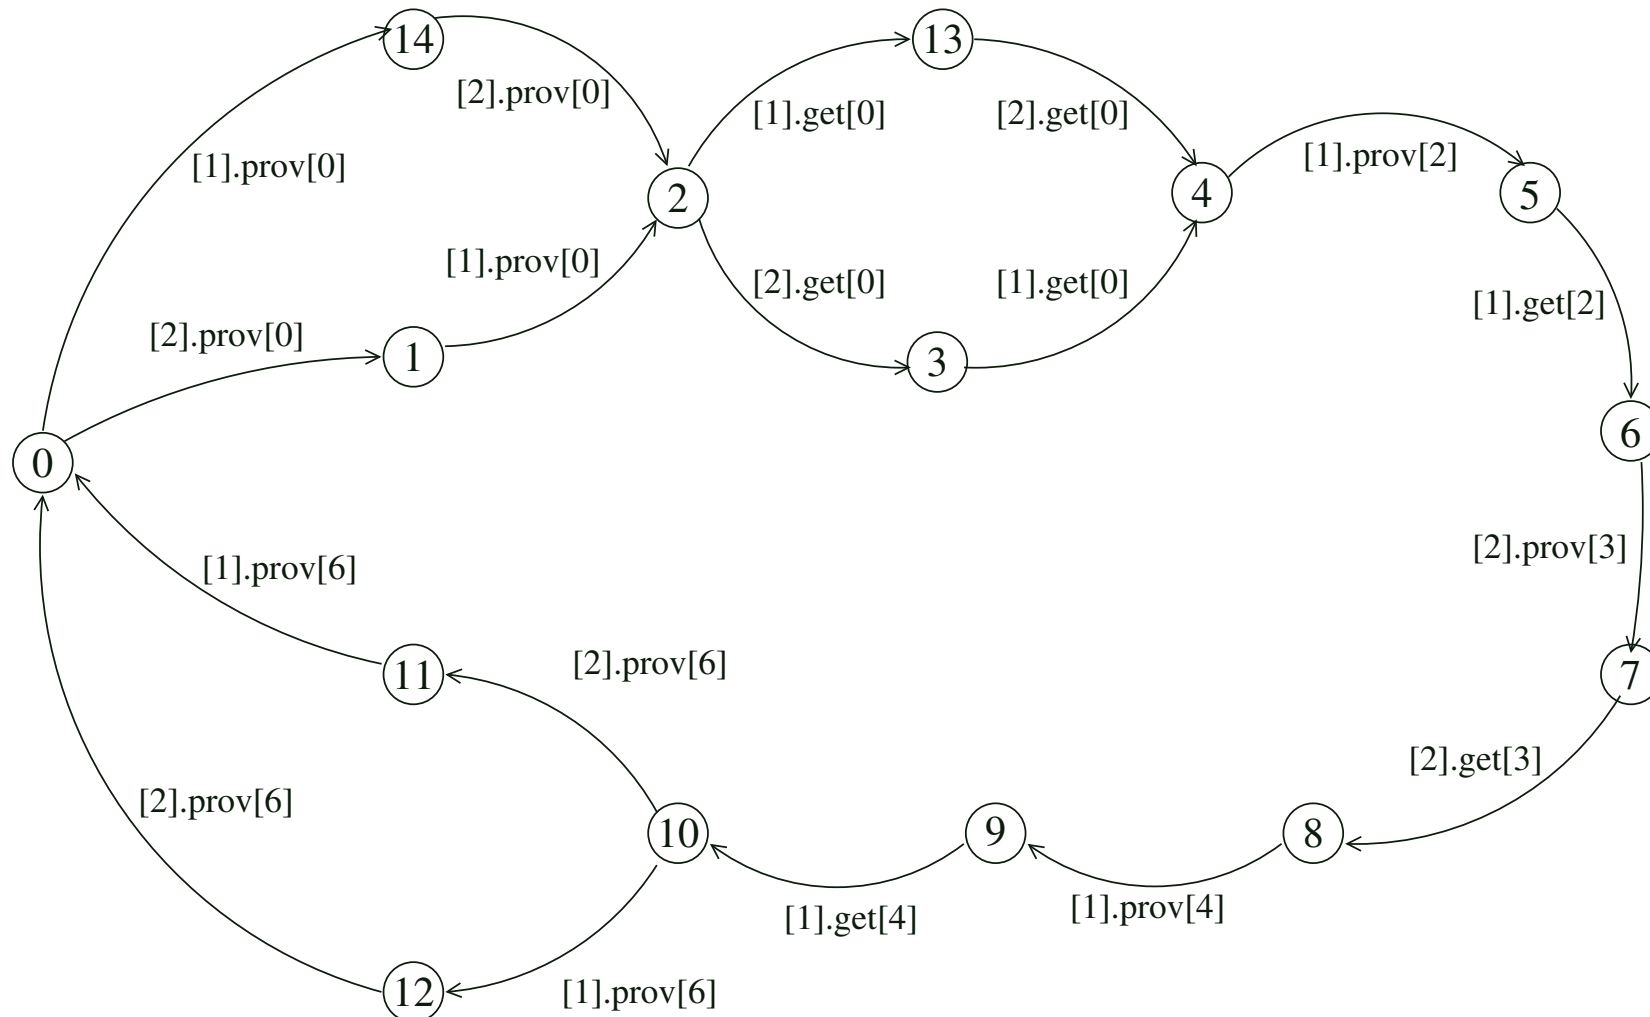 14
13
[2].prov[0]
[1].get[0]
[2].get[0]
[1].prov[0]
[1].prov[2]
2
4
5
[1].prov[0]
[2].get[0]
[1].get[0]
[1].get[2]
[2].prov[0]
1
3
6
0
[2].prov[3]
[1].prov[6]
11
[2].prov[6]
7
[2].get[3]
[2].prov[6]
10
9
8
[1].get[4]
[1].prov[4]
12
[1].prov[6]